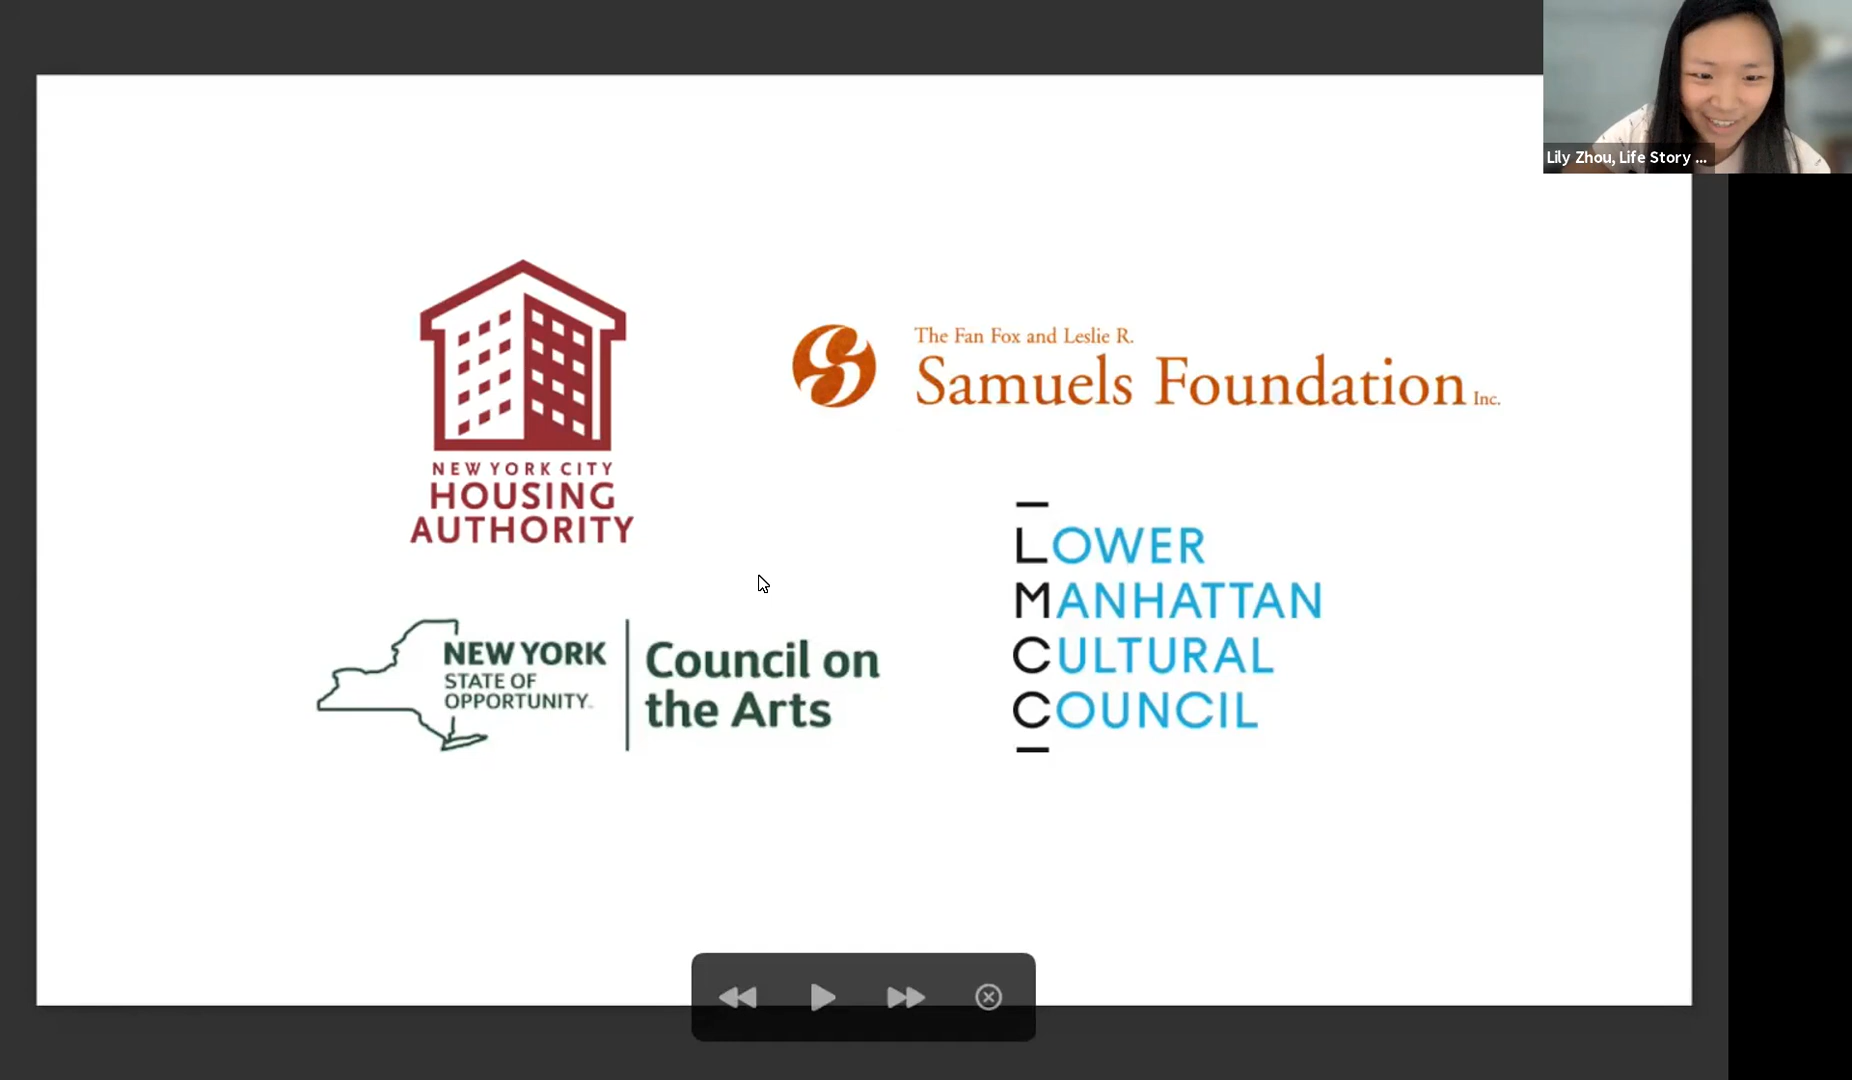 Lily Zhou, Life Story ...
NEW YORK CITY
HOUSING
AUTHORITY
The Fan Fox and Leslie R.
Samuels Foundation Inc.
NEW YORK
STATE OF
OPPORTUNITY
Council on
the Arts
LOWER
MANHATTAN
CULTURAL
COUNCIL